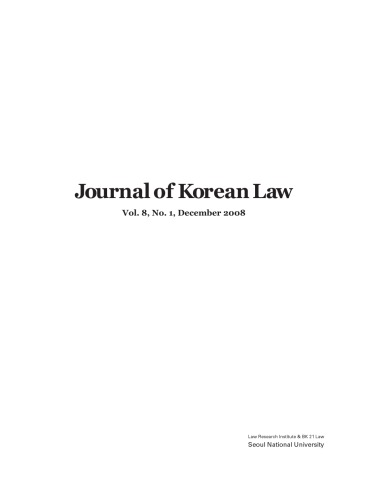 Journal of Korean Law
Vol. 8, No. 1, December 2008
Law Research Institute & BK 21 Law
Seoul National University